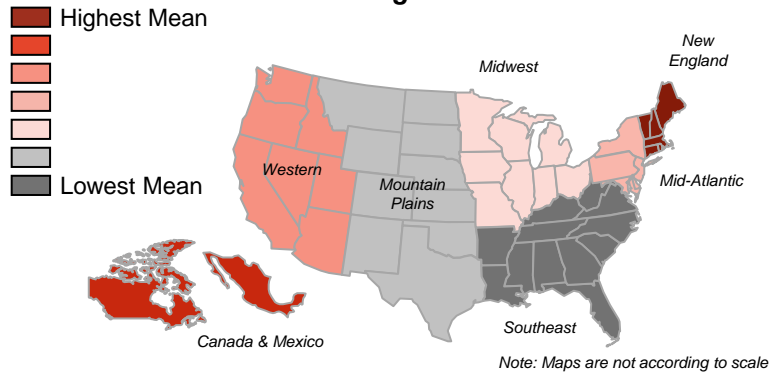 Highest Mean
New
England
Midwest
Western
Mountain
Plains
Lowest Mean
Mid-Atlantic
Southeast
Canada & Mexico
Note: Maps are not according to scale